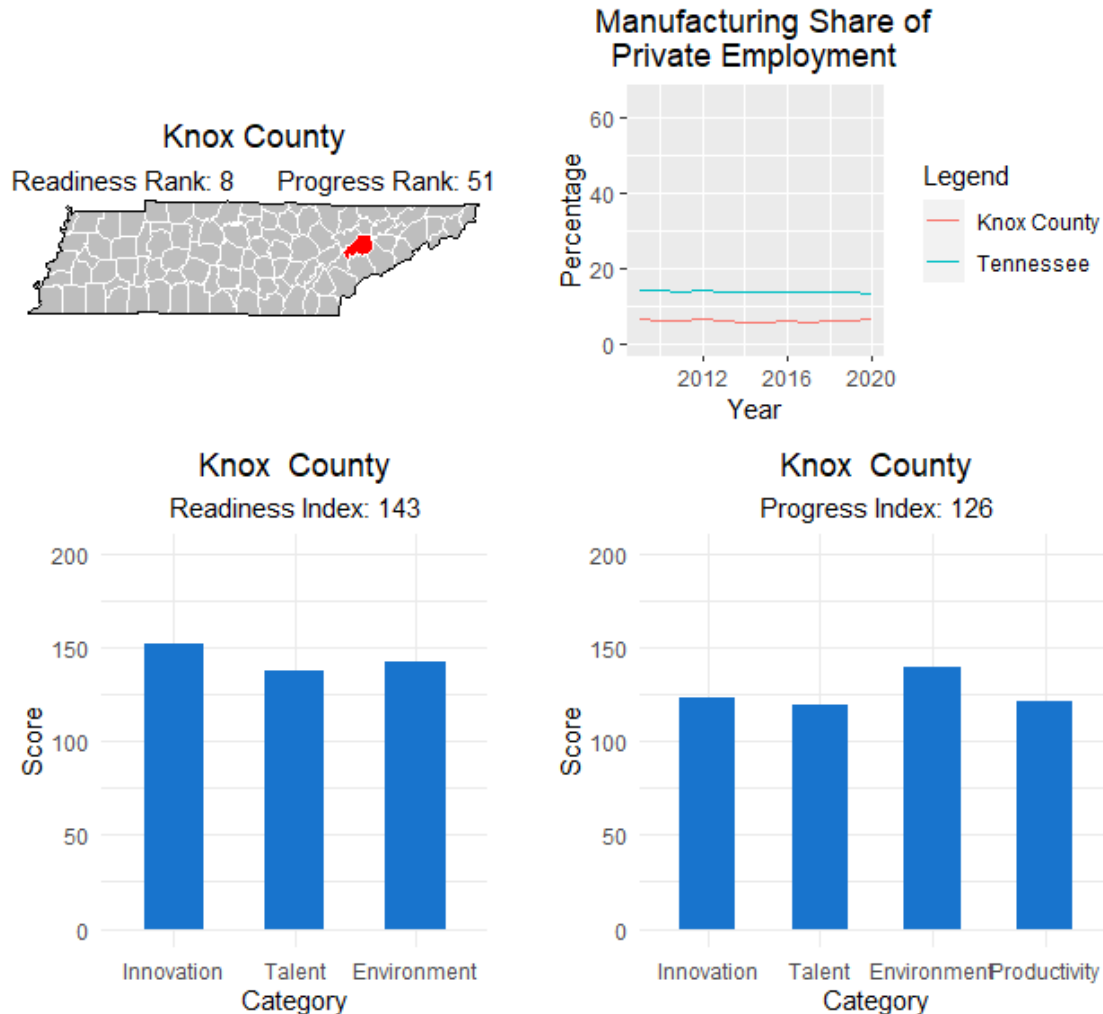 Knox County
Readiness Rank: 8
Progress Rank: 51
Manufacturing Share of
Private Employment
60
40
20
0
Percentage
2012
2016
2020
Year
Legend
Knox County
Tennessee
Knox County
Readiness Index: 143
200
150
100
50
0
Score
Innovation
Talent
Environment
Category
Knox County
Progress Index: 126
200
150
100
50
0
Score
Innovation
Talent
Environment
Productivity
Category